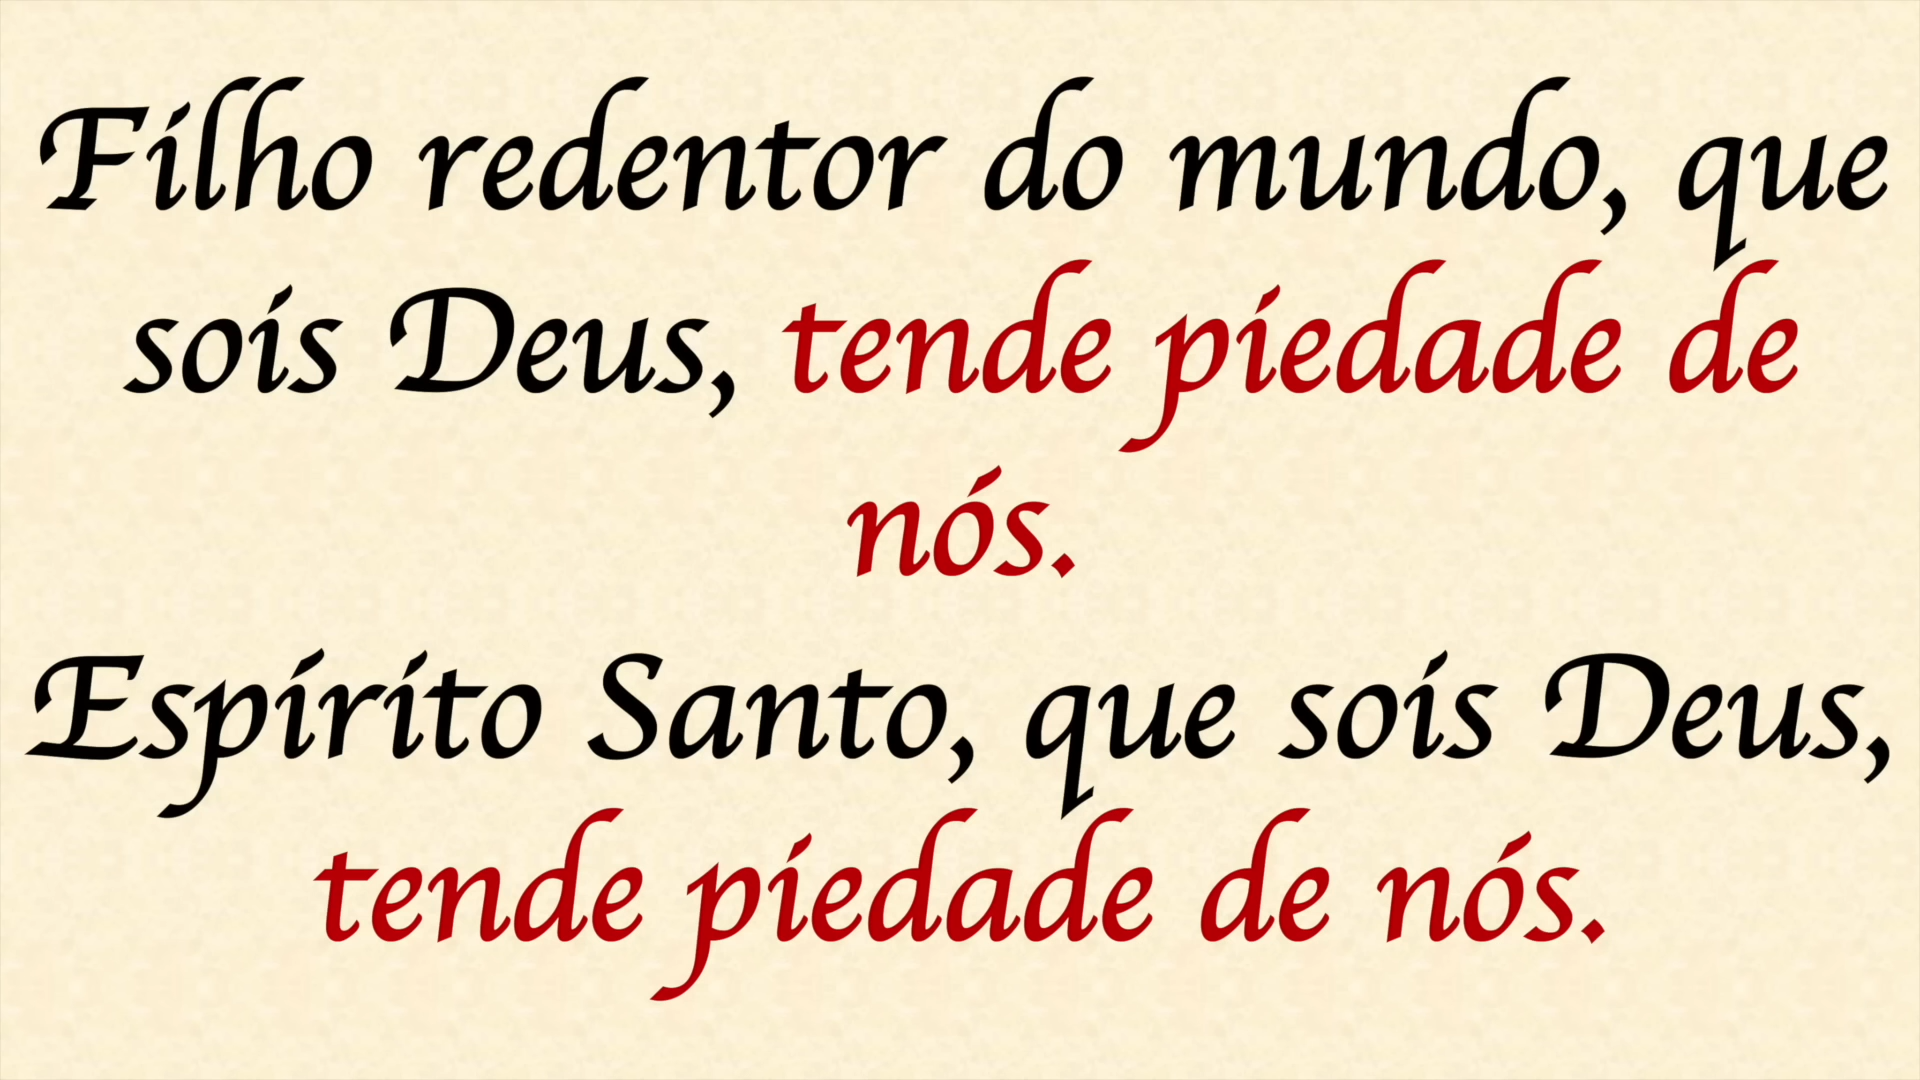 Filho redentor do mundo, que
sois Deus, tende piedade de
nós.
Espírito Santo, que sois Deus,
tende piedade de nós.